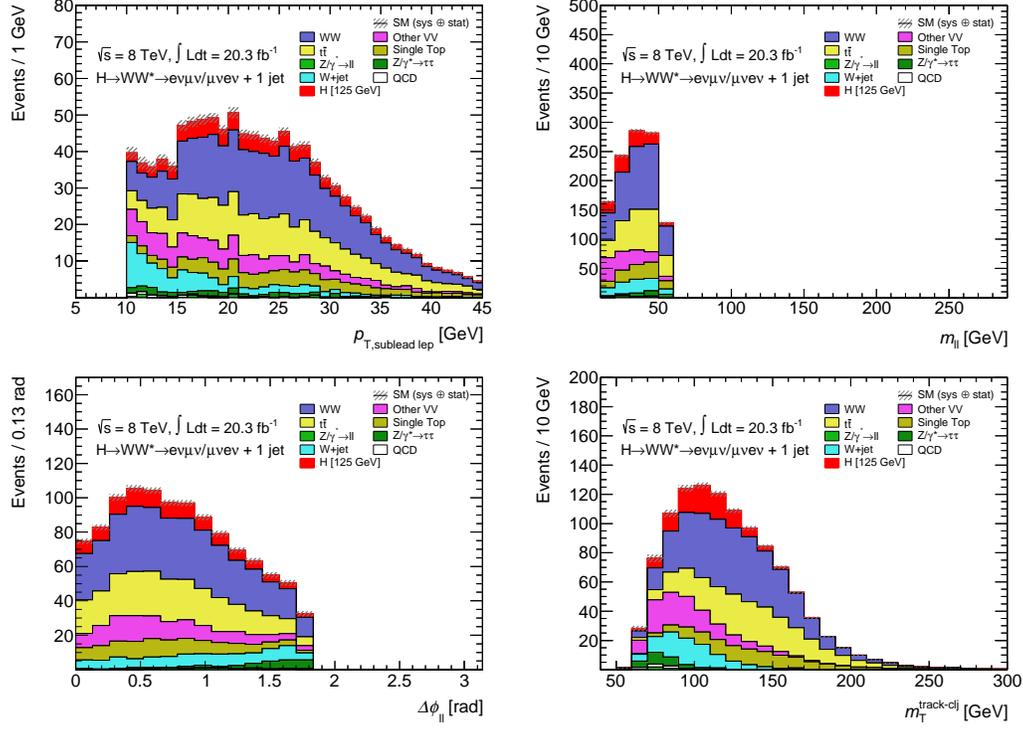 Events / 1 GeV
80
70
60
50
40
30
20
10
√s = 8 TeV, ∫ Ldt = 20.3 fb⁻¹
H→WW*→eνμν/μνeν + 1 jet
SM (sys ⊕ stat)
WW Other VV
tt̄ Single Top
Z/γ*→ll Z/γ*→ττ
W+jet QCD
H [125 GeV]
5 10 15 20 25 30 35 40 45
p_T,sublead lep [GeV]
Events / 10 GeV
500
450
400
350
300
250
200
150
100
50
√s = 8 TeV, ∫ Ldt = 20.3 fb⁻¹
H→WW*→eνμν/μνeν + 1 jet
SM (sys ⊕ stat)
WW Other VV
tt̄ Single Top
Z/γ*→ll Z/γ*→ττ
W+jet QCD
H [125 GeV]
50 100 150 200 250
m_ll [GeV]
Events / 0.13 rad
160
140
120
100
80
60
40
20
√s = 8 TeV, ∫ Ldt = 20.3 fb⁻¹
H→WW*→eνμν/μνeν + 1 jet
SM (sys ⊕ stat)
WW Other VV
tt̄ Single Top
Z/γ*→ll Z/γ*→ττ
W+jet QCD
H [125 GeV]
0 0.5 1 1.5 2 2.5 3
Δϕ_ll [rad]
Events / 10 GeV
200
180
160
140
120
100
80
60
40
20
√s = 8 TeV, ∫ Ldt = 20.3 fb⁻¹
H→WW*→eνμν/μνeν + 1 jet
SM (sys ⊕ stat)
WW Other VV
tt̄ Single Top
Z/γ*→ll Z/γ*→ττ
W+jet QCD
H [125 GeV]
50 100 150 200 250 300
m_T^track-clj [GeV]